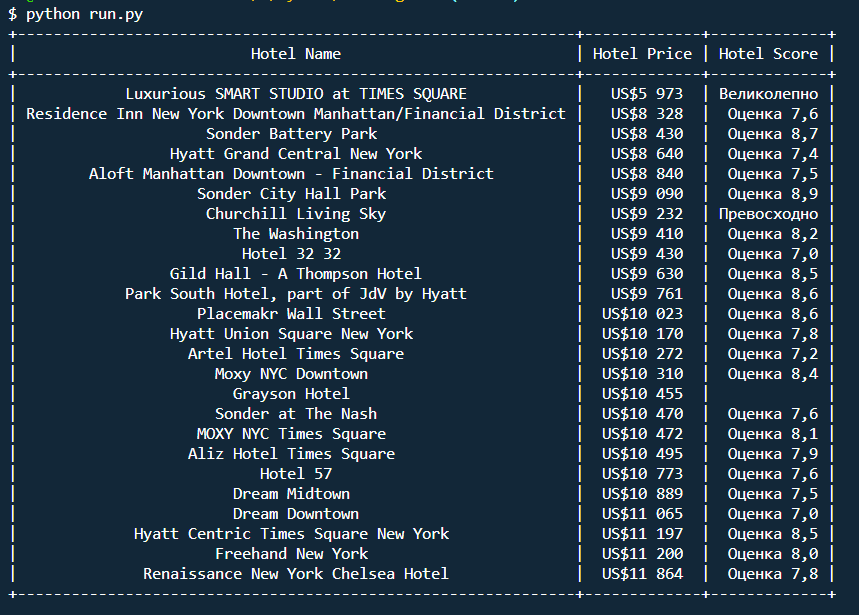 $ python run.py
+--------------------------------------------------------------+-------------+-------------+
| Hotel Name | Hotel Price | Hotel Score |
+--------------------------------------------------------------+-------------+-------------+
| Luxurious SMART STUDIO at TIMES SQUARE | US$5 973 | Великолепно |
| Residence Inn New York Downtown Manhattan/Financial District | US$8 328 | Оценка 7,6 |
| Sonder Battery Park | US$8 430 | Оценка 8,7 |
| Hyatt Grand Central New York | US$8 640 | Оценка 7,4 |
| Aloft Manhattan Downtown - Financial District | US$8 840 | Оценка 7,5 |
| Sonder City Hall Park | US$9 090 | Оценка 8,9 |
| Churchill Living Sky | US$9 232 | Превосходно |
| The Washington | US$9 410 | Оценка 8,2 |
| Hotel 32 32 | US$9 430 | Оценка 7,0 |
| Gild Hall - A Thompson Hotel | US$9 630 | Оценка 8,5 |
| Park South Hotel, part of JdV by Hyatt | US$9 761 | Оценка 8,6 |
| Placemakr Wall Street | US$10 023 | Оценка 8,6 |
| Hyatt Union Square New York | US$10 170 | Оценка 7,8 |
| Artel Hotel Times Square | US$10 272 | Оценка 7,2 |
| Moxy NYC Downtown | US$10 310 | Оценка 8,4 |
| Grayson Hotel | US$10 455 | |
| Sonder at The Nash | US$10 470 | Оценка 7,6 |
| MOXY NYC Times Square | US$10 472 | Оценка 8,1 |
| Aliz Hotel Times Square | US$10 495 | Оценка 7,9 |
| Hotel 57 | US$10 773 | Оценка 7,6 |
| Dream Midtown | US$10 889 | Оценка 7,5 |
| Dream Downtown | US$11 065 | Оценка 7,0 |
| Hyatt Centric Times Square New York | US$11 197 | Оценка 8,5 |
| Freehand New York | US$11 200 | Оценка 8,0 |
| Renaissance New York Chelsea Hotel | US$11 864 | Оценка 7,8 |
+--------------------------------------------------------------+-------------+-------------+